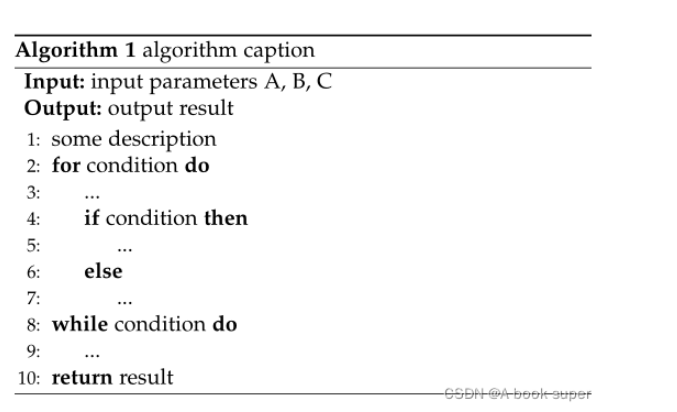 Algorithm 1 algorithm caption
Input: input parameters A, B, C
Output: output result
1: some description
2: for condition do
3: ...
4: if condition then
5: ...
6: else
7: ...
8: while condition do
9: ...
10: return result
CSDN @A book super